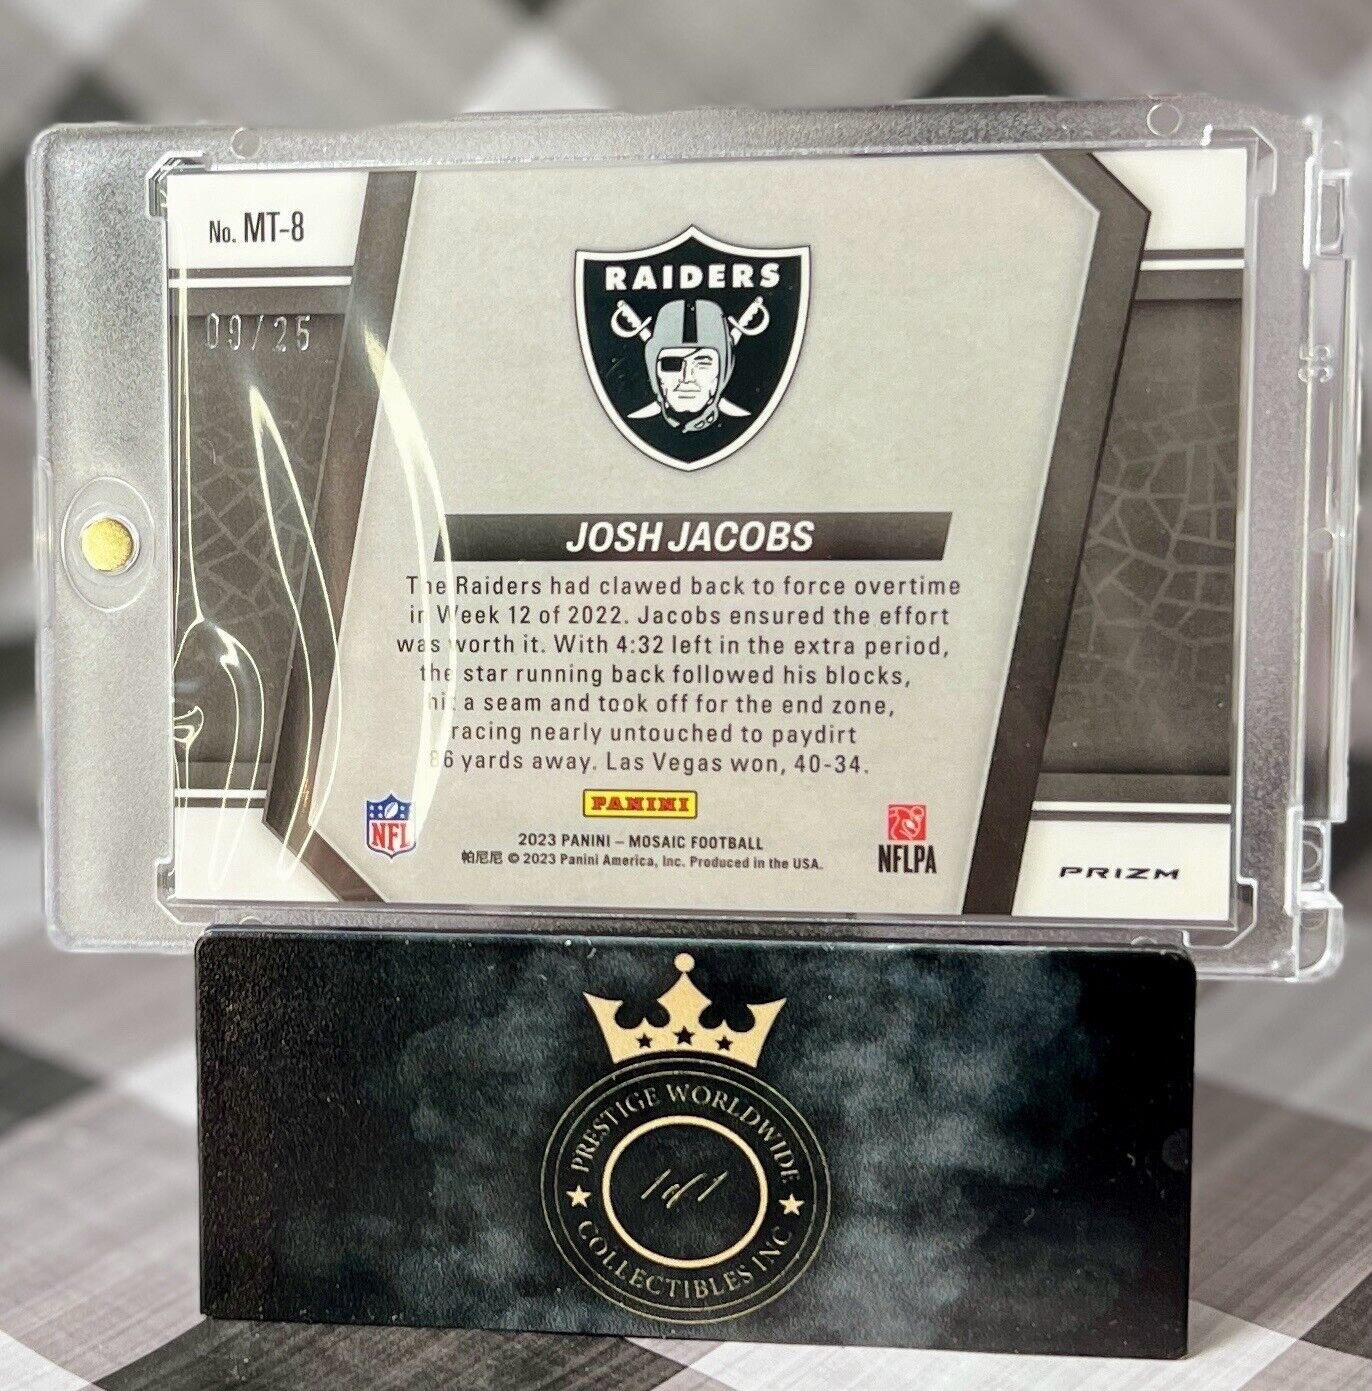 No. MT-8
09/25
RAIDERS
JOSH JACOBS
The Raiders had clawed back to force overtime
in Week 12 of 2022. Jacobs ensured the effort
was worth it. With 4:32 left in the extra period,
the star running back followed his blocks,
hit a seam and took off for the end zone,
racing nearly untouched to paydirt
86 yards away. Las Vegas won, 40-34.
NFL
PANINI
2023 PANINI – MOSAIC FOOTBALL
帕尼尼 © 2023 Panini America, Inc. Produced in the USA.
NFLPA
PRIZM
PRESTIGE WORLDWIDE
1 of 1
COLLECTIBLES INC